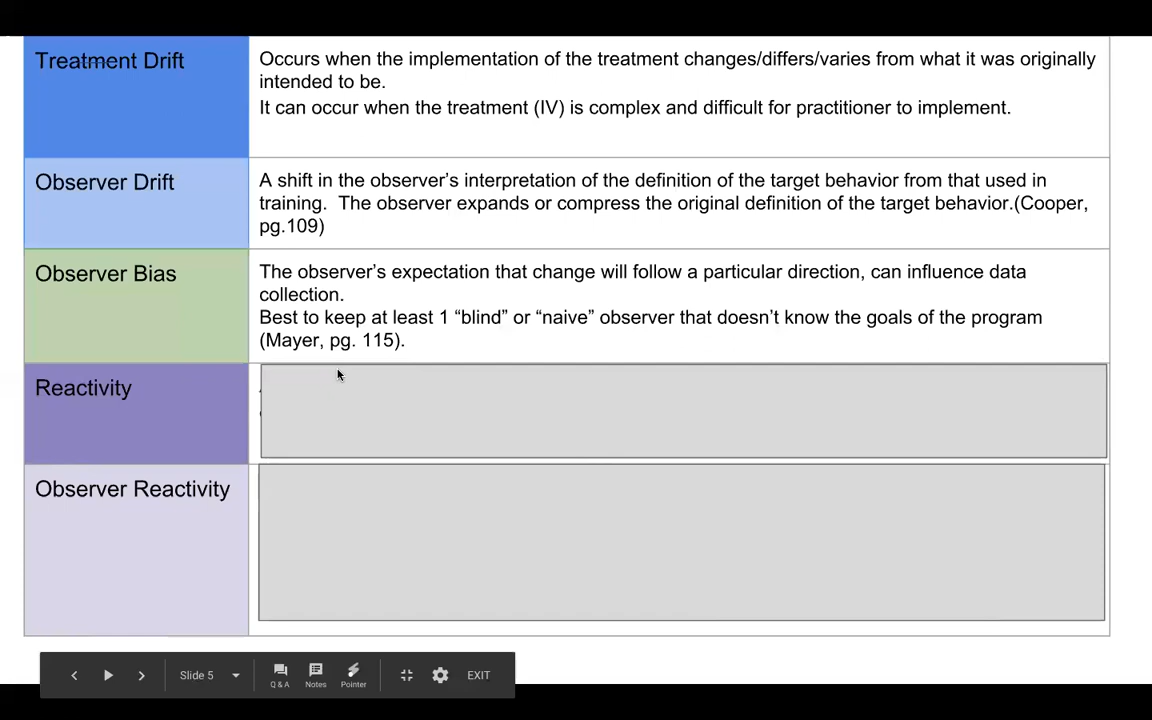 Treatment Drift
Occurs when the implementation of the treatment changes/differs/varies from what it was originally
intended to be.
It can occur when the treatment (IV) is complex and difficult for practitioner to implement.
Observer Drift
A shift in the observer's interpretation of the definition of the target behavior from that used in
training.  The observer expands or compress the original definition of the target behavior.(Cooper,
pg.109)
Observer Bias
The observer's expectation that change will follow a particular direction, can influence data
collection.
Best to keep at least 1 “blind” or “naive” observer that doesn't know the goals of the program
(Mayer, pg. 115).
Reactivity
Observer Reactivity
Slide 5
Q & A
Notes
Pointer
EXIT